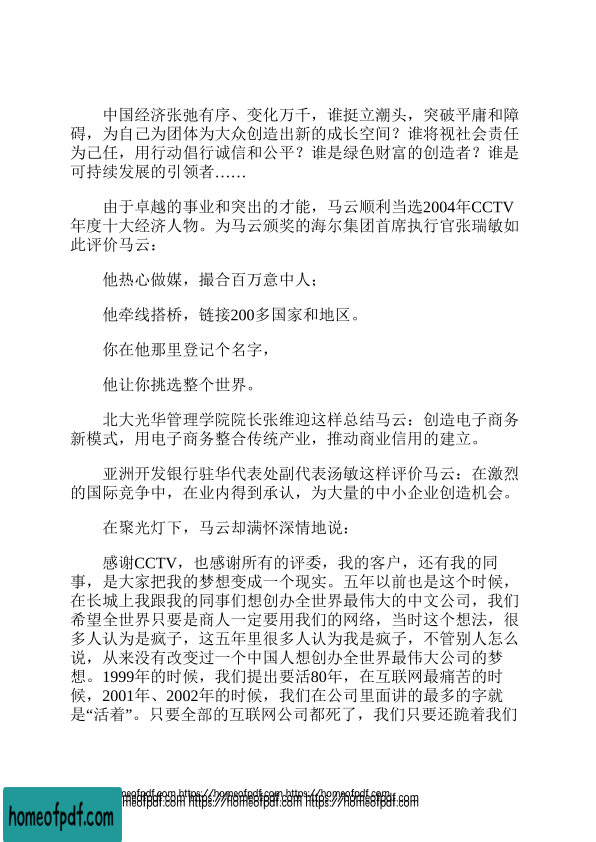 中国经济张弛有序、变化万千，谁挺立潮头，突破平庸和障
碍，为自己为团体为大众创造出新的成长空间？谁将视社会责任
为己任，用行动倡行诚信和公平？谁是绿色财富的创造者？谁是
可持续发展的引领者……
由于卓越的事业和突出的才能，马云顺利当选2004年CCTV
年度十大经济人物。为马云颁奖的海尔集团首席执行官张瑞敏如
此评价马云：
他热心做媒，撮合百万意中人；
他牵线搭桥，链接200多国家和地区。
你在他那里登记个名字，
他让你挑选整个世界。
北大光华管理学院院长张维迎这样总结马云：创造电子商务
新模式，用电子商务整合传统产业，推动商业信用的建立。
亚洲开发银行驻华代表处副代表汤敏这样评价马云：在激烈
的国际竞争中，在业内得到承认，为大量的中小企业创造机会。
在聚光灯下，马云却满怀深情地说：
感谢CCTV，也感谢所有的评委，我的客户，还有我的同
事，是大家把我的梦想变成一个现实。五年以前也是这个时候，
在长城上我跟我的同事们想创办全世界最伟大的中文公司，我们
希望全世界只要是商人一定要用我们的网络，当时这个想法，很
多人认为是疯子，这五年里很多人认为我是疯子，不管别人怎么
说，从来没有改变过一个中国人想创办全世界最伟大公司的梦
想。1999年的时候，我们提出要活80年，在互联网最痛苦的时
候，2001年、2002年的时候，我们在公司里面讲的最多的字就
是“活着”。只要全部的互联网公司都死了，我们只要还跪着我们
homeofpdf.com https://homeofpdf.com https://homeofpdf.com
homeofpdf.com https://homeofpdf.com https://homeofpdf.com
homeofpdf.com